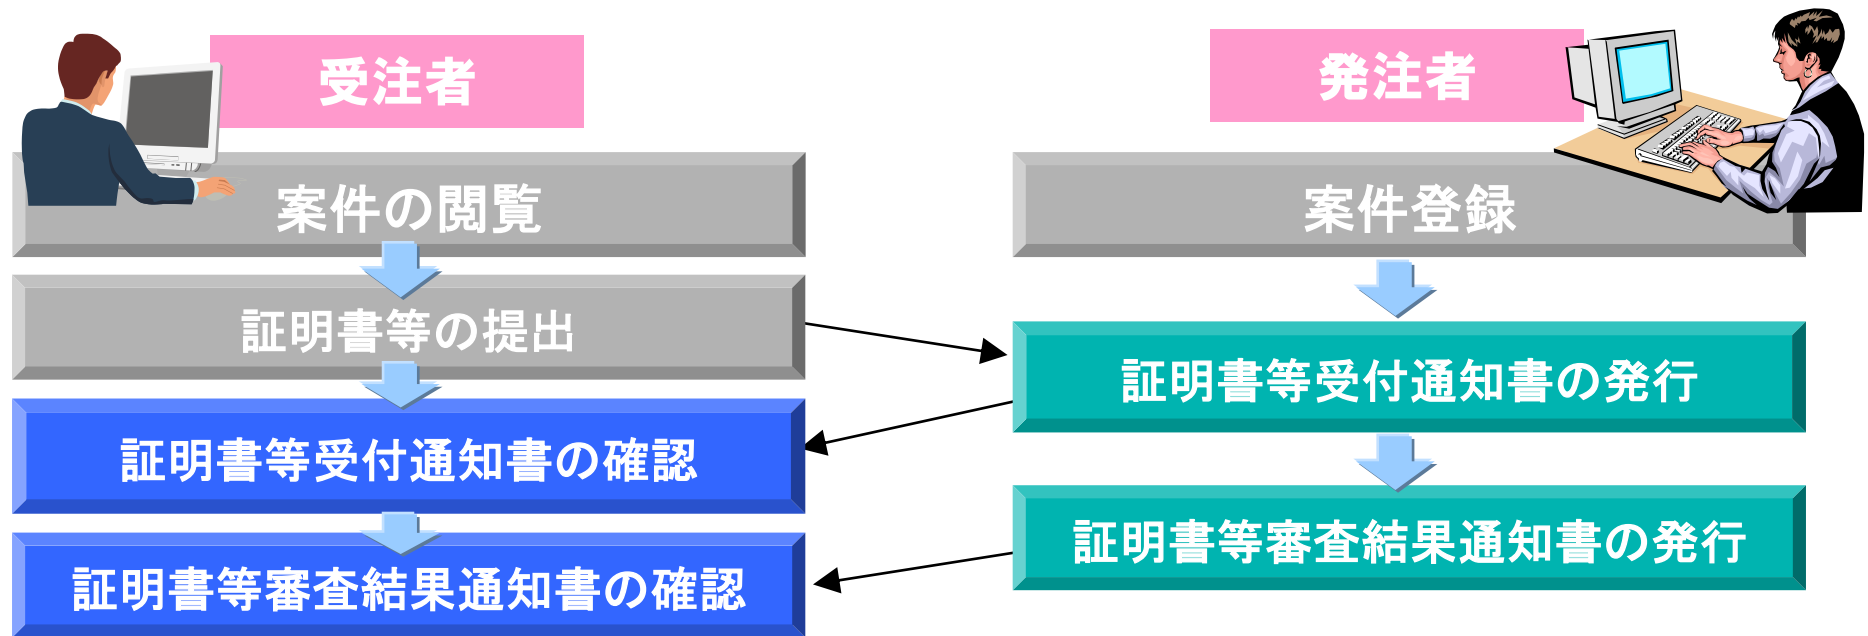 受注者
案件の閲覧
証明書等の提出
証明書等受付通知書の確認
証明書等審査結果通知書の確認
発注者
案件登録
証明書等受付通知書の発行
証明書等審査結果通知書の発行